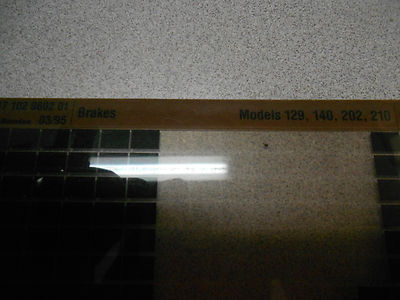 102 9802 01
03/95
Brakes
Models 129, 140, 202, 210